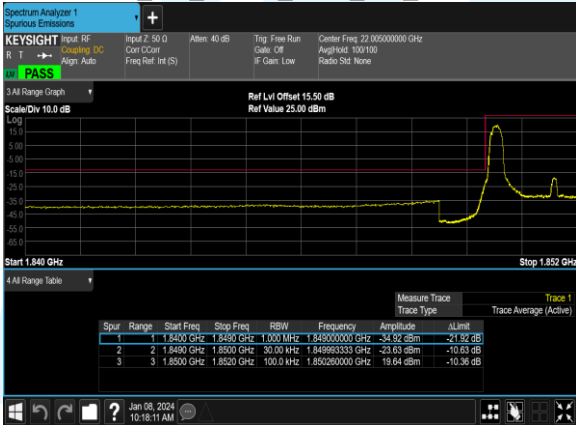 Spectrum Analyzer 1
Spurious Emissions
+
KEYSIGHT
R T
LW PASS
Input: RF
Coupling: DC
Align: Auto
Input Z: 50 Ω
Corr CCorr
Freq Ref: Int (S)
Atten: 40 dB
Trig: Free Run
Gate: Off
IF Gain: Low
Center Freq: 22.005000000 GHz
Avg|Hold: 100/100
Radio Std: None
3 All Range Graph
Scale/Div 10.0 dB
Ref Lvl Offset 15.50 dB
Ref Value 25.00 dBm
Log
15.0
5.00
-5.00
-15.0
-25.0
-35.0
-45.0
-55.0
-65.0
Start 1.840 GHz
Stop 1.852 GHz
4 All Range Table
Measure Trace Trace 1
Trace Type Trace Average (Active)
Spur Range Start Freq Stop Freq RBW Frequency Amplitude ΔLimit
1 1 1.8400 GHz 1.8490 GHz 1.000 MHz 1.849000000 GHz -34.92 dBm -21.92 dB
2 2 1.8490 GHz 1.8500 GHz 30.00 kHz 1.849993333 GHz -23.63 dBm -10.63 dB
3 3 1.8500 GHz 1.8520 GHz 100.0 kHz 1.850260000 GHz 19.64 dBm -10.36 dB
?
Jan 08, 2024
10:18:11 AM